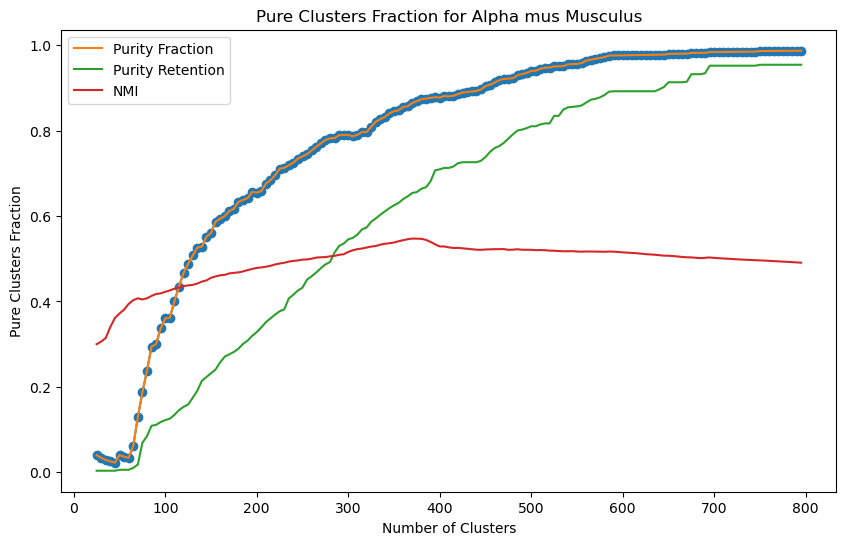 Pure Clusters Fraction for Alpha mus Musculus
Purity Fraction
Purity Retention
NMI
Pure Clusters Fraction
1.0
0.8
0.6
0.4
0.2
0.0
0 100 200 300 400 500 600 700 800
Number of Clusters